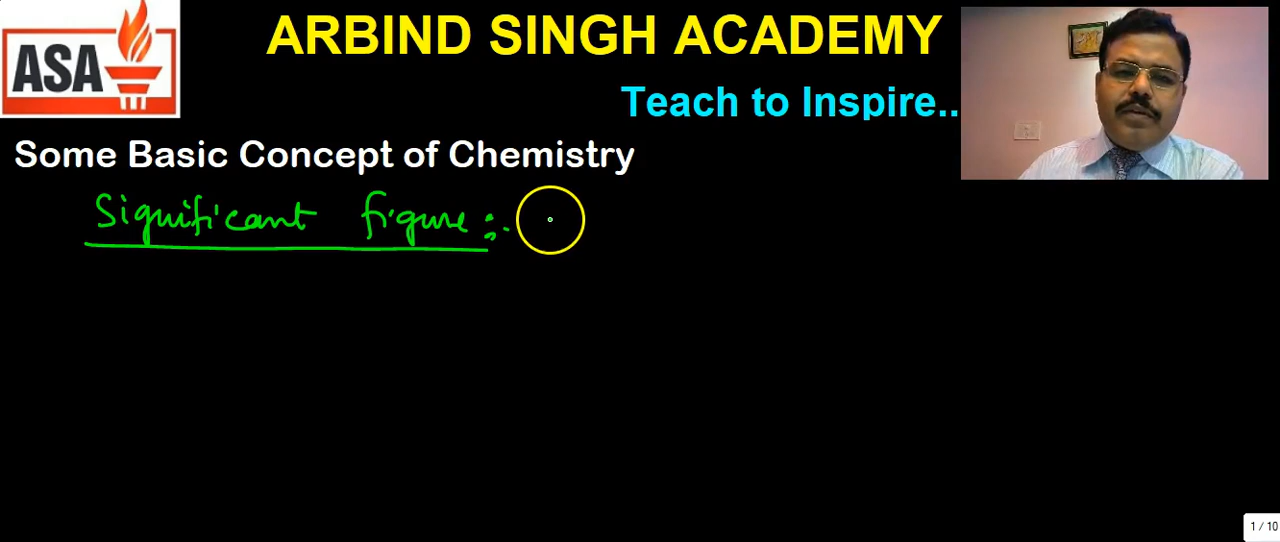 ASA
ARBIND SINGH ACADEMY
Teach to Inspire..
Some Basic Concept of Chemistry
Significant figure :-
1 / 10